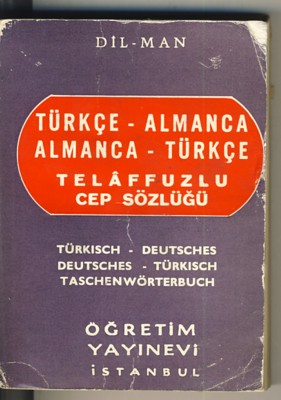 DİL-MAN
TÜRKÇE - ALMANCA
ALMANCA - TÜRKÇE
TELÂFFUZLU
CEP SÖZLÜĞÜ
TÜRKISCH - DEUTSCHES
DEUTSCHES - TÜRKISCH
TASCHENWÖRTERBUCH
ÖĞRETİM
YAYINEVİ
İSTANBUL